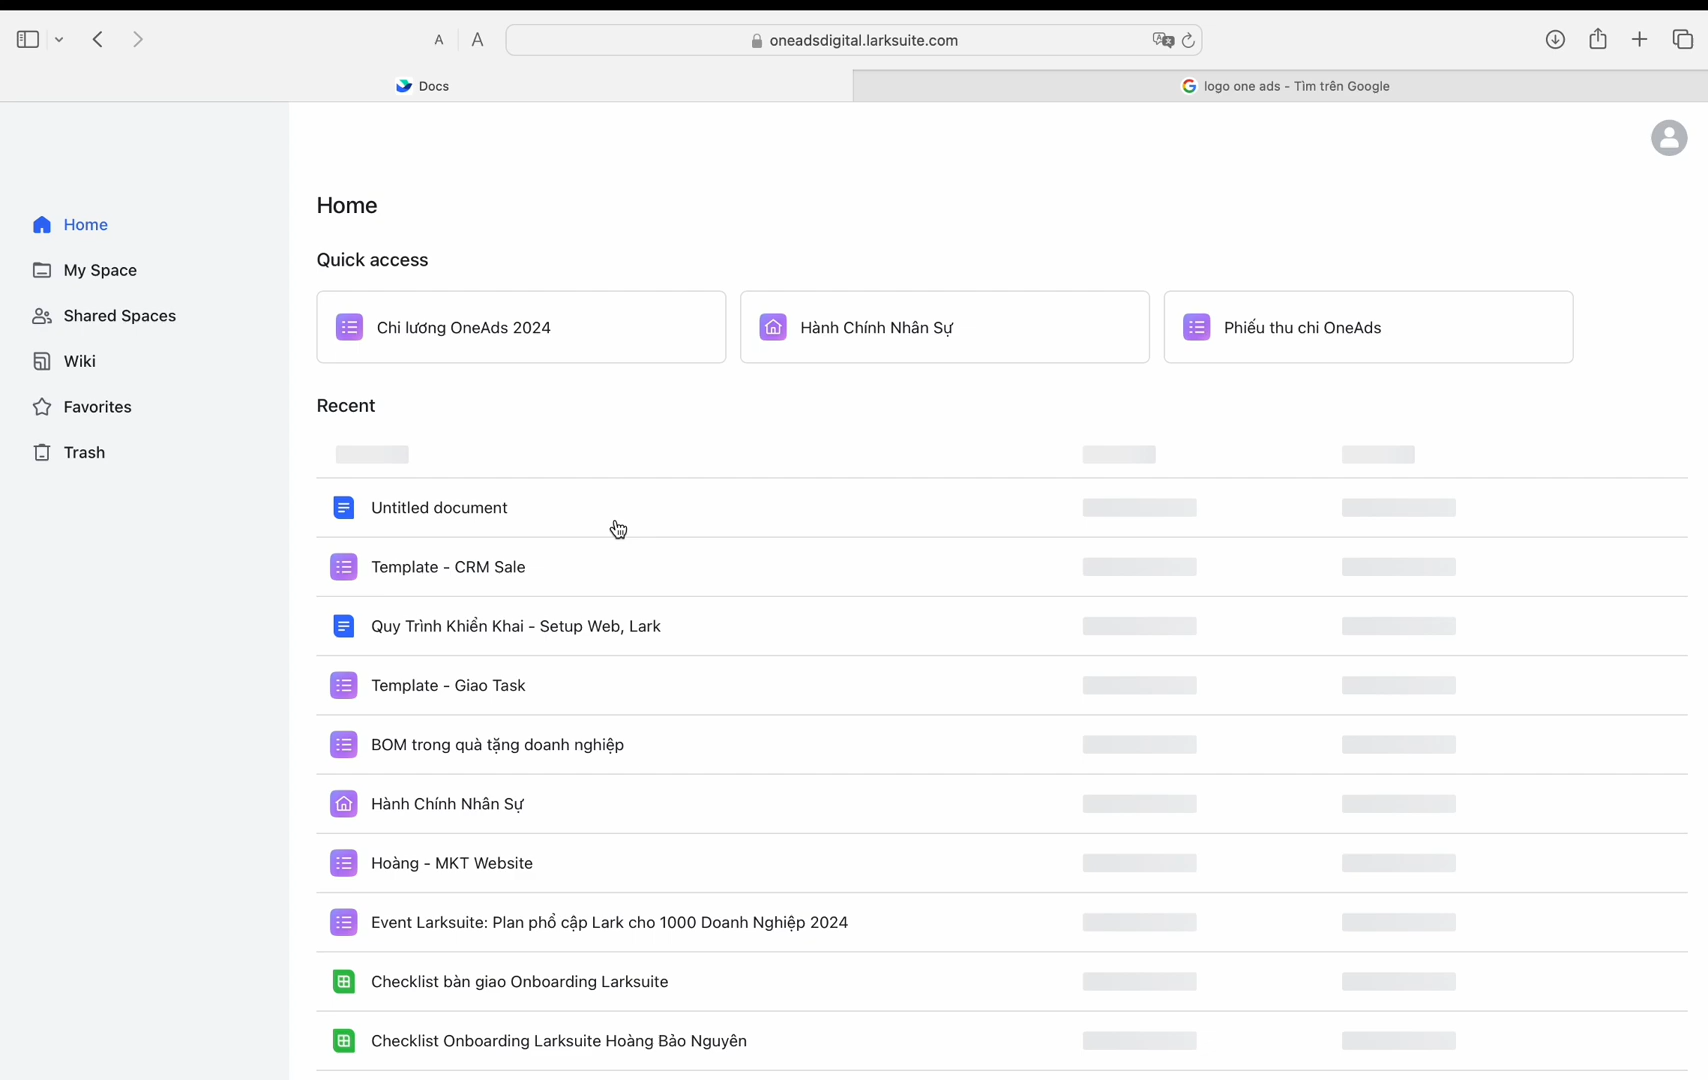 A A oneadsdigital.larksuite.com
Docs
logo one ads - Tìm trên Google
Home
My Space
Shared Spaces
Wiki
Favorites
Trash
Home
Quick access
Chi lương OneAds 2024
Hành Chính Nhân Sự
Phiếu thu chi OneAds
Recent
Untitled document
Template - CRM Sale
Quy Trình Khiển Khai - Setup Web, Lark
Template - Giao Task
BOM trong quà tặng doanh nghiệp
Hành Chính Nhân Sự
Hoàng - MKT Website
Event Larksuite: Plan phổ cập Lark cho 1000 Doanh Nghiệp 2024
Checklist bàn giao Onboarding Larksuite
Checklist Onboarding Larksuite Hoàng Bảo Nguyên